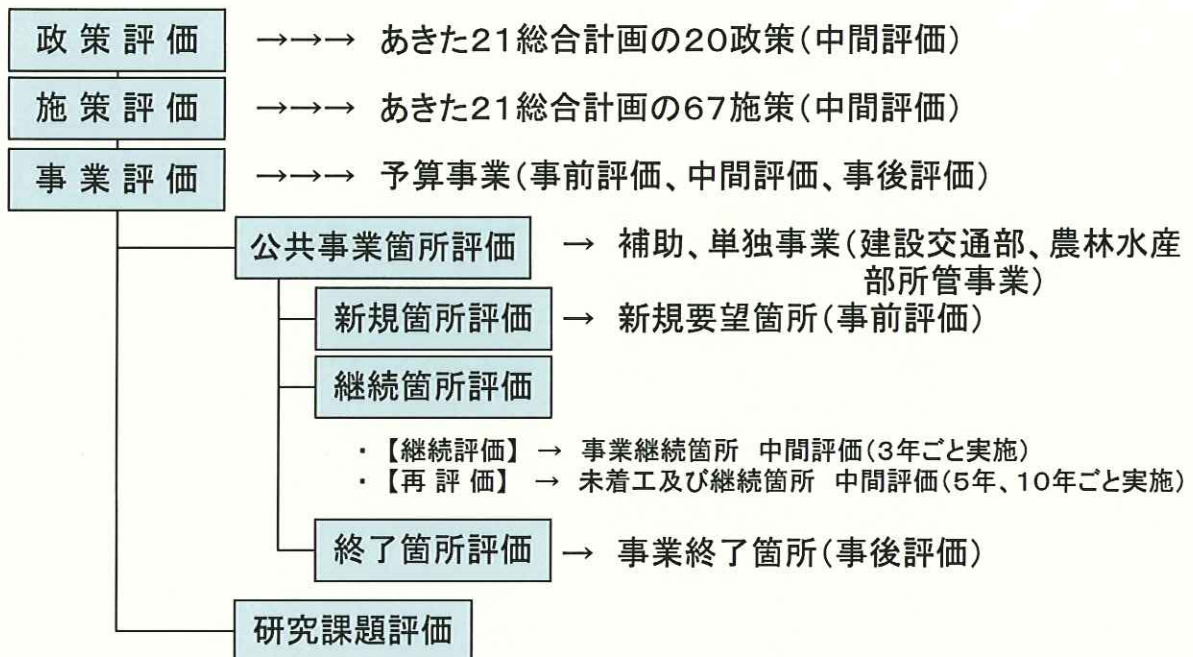 政策評価 →→→ あきた21総合計画の20政策(中間評価)
施策評価 →→→ あきた21総合計画の67施策(中間評価)
事業評価 →→→ 予算事業(事前評価、中間評価、事後評価)
公共事業箇所評価 → 補助、単独事業(建設交通部、農林水産
部所管事業)
新規箇所評価 → 新規要望箇所(事前評価)
継続箇所評価
・【継続評価】 → 事業継続箇所 中間評価(3年ごと実施)
・【再評価】 → 未着工及び継続箇所 中間評価(5年、10年ごと実施)
終了箇所評価 → 事業終了箇所(事後評価)
研究課題評価